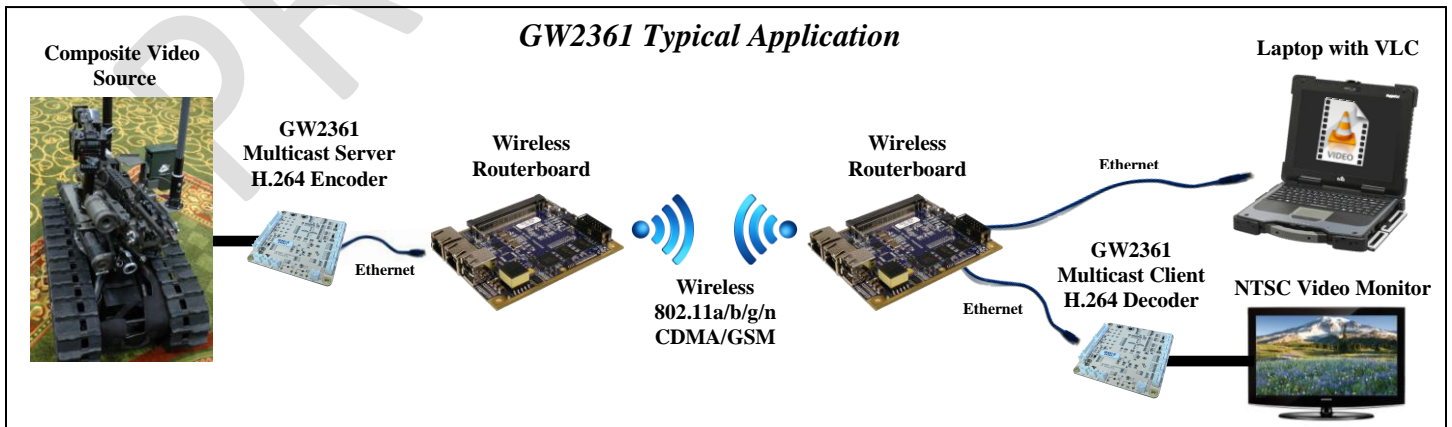 GW2361 Typical Application
Composite Video
Source
GW2361
Multicast Server
H.264 Encoder
Ethernet
Wireless
Routerboard
Wireless
802.11a/b/g/n
CDMA/GSM
Wireless
Routerboard
Ethernet
Ethernet
Laptop with VLC
VIDEO
GW2361
Multicast Client
H.264 Decoder
NTSC Video Monitor
PR